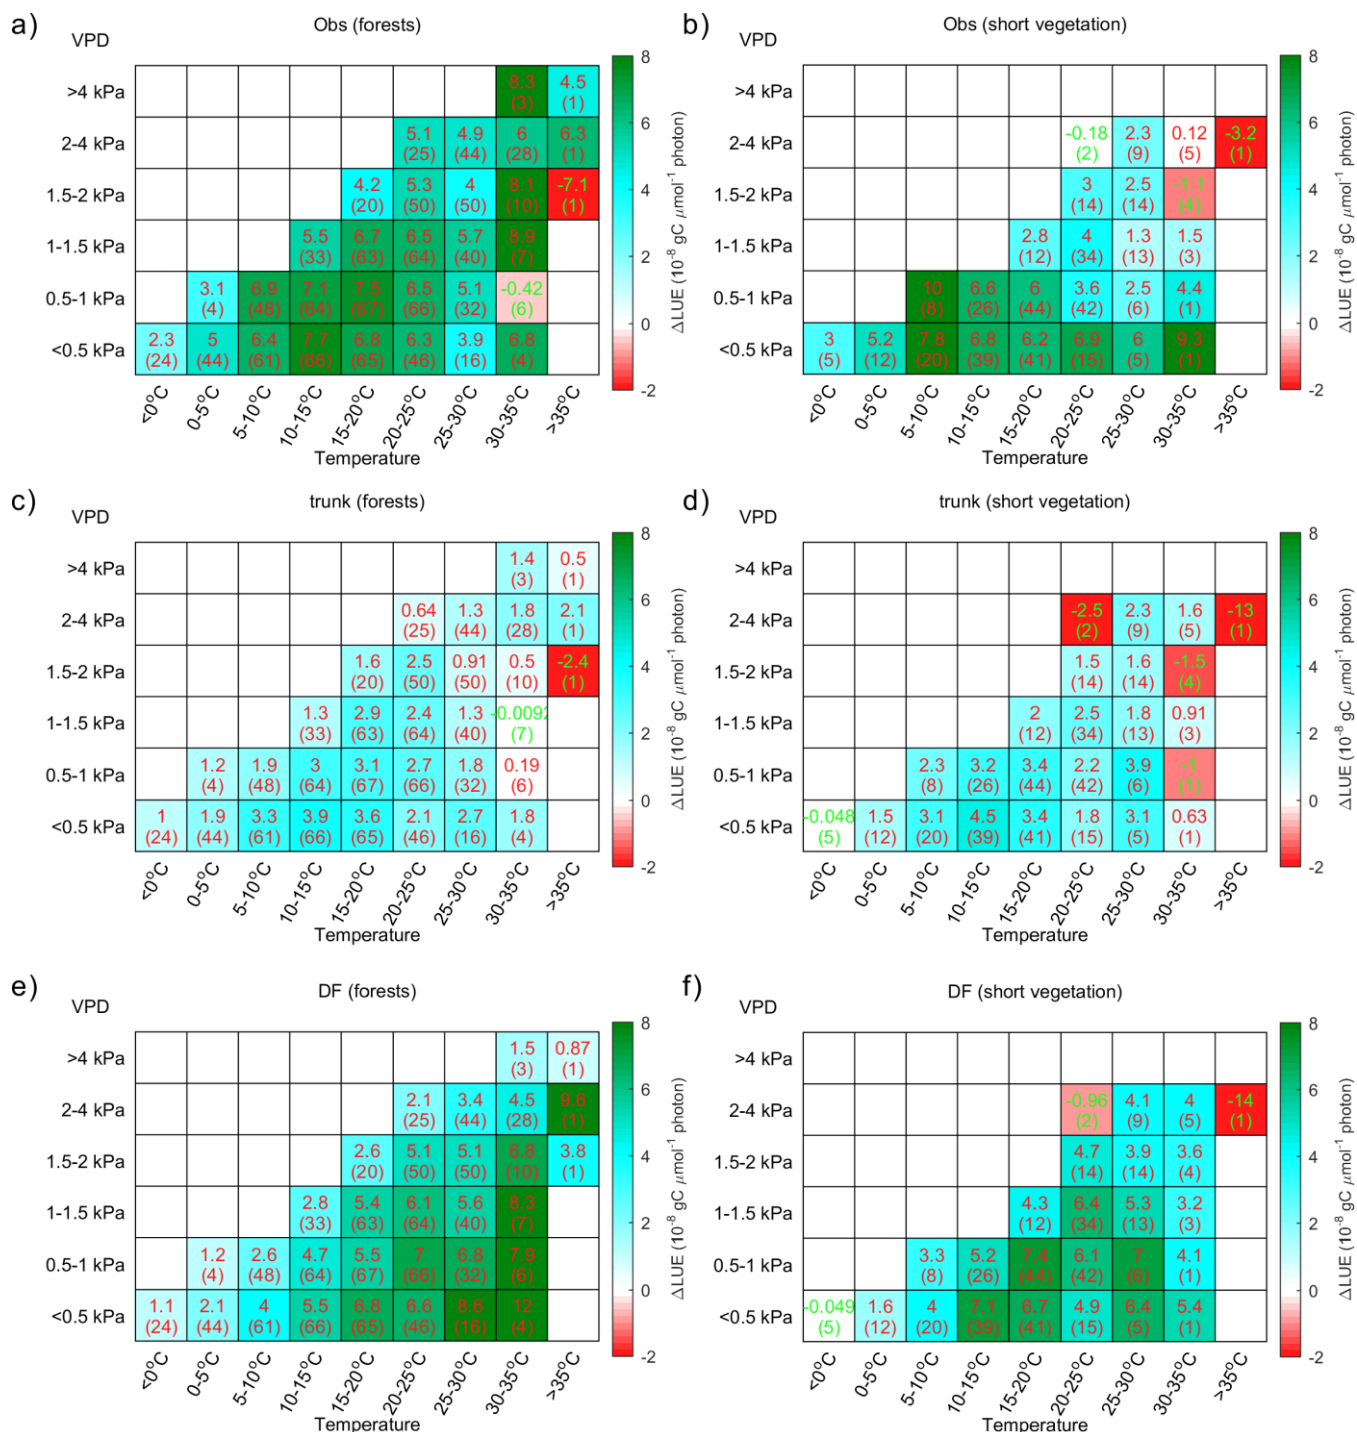 a)
Obs (forests)
VPD
>4 kPa
8.3 4.5
(3) (1)
2-4 kPa
5.1 4.9 6 6.3
(25) (44) (28) (1)
1.5-2 kPa
4.2 5.3 4 8.1 -7.1
(20) (50) (50) (10) (1)
1-1.5 kPa
5.5 6.7 6.5 5.7 8.9
(33) (63) (64) (40) (7)
0.5-1 kPa
3.1 6.9 7.1 7.5 6.5 5.1 -0.42
(4) (48) (64) (67) (66) (32) (6)
<0.5 kPa
2.3 5 6.4 7.7 6.8 6.3 3.9 6.8
(24) (44) (61) (66) (65) (46) (16) (4)
<0°C 0-5°C 5-10°C 10-15°C 15-20°C 20-25°C 25-30°C 30-35°C >35°C
Temperature
8
6
4
2
0
-2
ΔLUE (10⁻⁸ gC μmol⁻¹ photon)
b)
Obs (short vegetation)
VPD
>4 kPa
2-4 kPa
-0.18 2.3 0.12 -3.2
(2) (9) (5) (1)
1.5-2 kPa
3 2.5 -1.1
(14) (14) (4)
1-1.5 kPa
2.8 4 1.3 1.5
(12) (34) (13) (3)
0.5-1 kPa
10 6.6 6 3.6 2.5 4.4
(8) (26) (44) (42) (6) (1)
<0.5 kPa
3 5.2 7.8 6.8 6.2 6.9 6 9.3
(5) (12) (20) (39) (41) (15) (5) (1)
<0°C 0-5°C 5-10°C 10-15°C 15-20°C 20-25°C 25-30°C 30-35°C >35°C
Temperature
8
6
4
2
0
-2
ΔLUE (10⁻⁸ gC μmol⁻¹ photon)
c)
trunk (forests)
VPD
>4 kPa
1.4 0.5
(3) (1)
2-4 kPa
0.64 1.3 1.8 2.1
(25) (44) (28) (1)
1.5-2 kPa
1.6 2.5 0.91 0.5 -2.4
(20) (50) (50) (10) (1)
1-1.5 kPa
1.3 2.9 2.4 1.3 -0.0092
(33) (63) (64) (40) (7)
0.5-1 kPa
1.2 1.9 3 3.1 2.7 1.8 0.19
(4) (48) (64) (67) (66) (32) (6)
<0.5 kPa
1 1.9 3.3 3.9 3.6 2.1 2.7 1.8
(24) (44) (61) (66) (65) (46) (16) (4)
<0°C 0-5°C 5-10°C 10-15°C 15-20°C 20-25°C 25-30°C 30-35°C >35°C
Temperature
8
6
4
2
0
-2
ΔLUE (10⁻⁸ gC μmol⁻¹ photon)
d)
trunk (short vegetation)
VPD
>4 kPa
2-4 kPa
-2.5 2.3 1.6 -13
(2) (9) (5) (1)
1.5-2 kPa
1.5 1.6 -1.5
(14) (14) (4)
1-1.5 kPa
2 2.5 1.8 0.91
(12) (34) (13) (3)
0.5-1 kPa
2.3 3.2 3.4 2.2 3.9 -1
(8) (26) (44) (42) (6) (1)
<0.5 kPa
-0.048 1.5 3.1 4.5 3.4 1.8 3.1 0.63
(5) (12) (20) (39) (41) (15) (5) (1)
<0°C 0-5°C 5-10°C 10-15°C 15-20°C 20-25°C 25-30°C 30-35°C >35°C
Temperature
8
6
4
2
0
-2
ΔLUE (10⁻⁸ gC μmol⁻¹ photon)
e)
DF (forests)
VPD
>4 kPa
1.5 0.87
(3) (1)
2-4 kPa
2.1 3.4 4.5 9.6
(25) (44) (28) (1)
1.5-2 kPa
2.6 5.1 5.1 6.8 3.8
(20) (50) (50) (10) (1)
1-1.5 kPa
2.8 5.4 6.1 5.6 8.3
(33) (63) (64) (40) (7)
0.5-1 kPa
1.2 2.6 4.7 5.5 7 6.8 7.9
(4) (48) (64) (67) (66) (32) (6)
<0.5 kPa
1.1 2.1 4 5.5 6.8 6.6 8.6 12
(24) (44) (61) (66) (65) (46) (16) (4)
<0°C 0-5°C 5-10°C 10-15°C 15-20°C 20-25°C 25-30°C 30-35°C >35°C
Temperature
8
6
4
2
0
-2
ΔLUE (10⁻⁸ gC μmol⁻¹ photon)
f)
DF (short vegetation)
VPD
>4 kPa
2-4 kPa
-0.96 4.1 4 -14
(2) (9) (5) (1)
1.5-2 kPa
4.7 3.9 3.6
(14) (14) (4)
1-1.5 kPa
4.3 6.4 5.3 3.2
(12) (34) (13) (3)
0.5-1 kPa
3.3 5.2 7.4 6.1 7 4.1
(8) (26) (44) (42) (6) (1)
<0.5 kPa
-0.049 1.6 4 7.1 6.7 4.9 6.4 5.4
(5) (12) (20) (39) (41) (15) (5) (1)
<0°C 0-5°C 5-10°C 10-15°C 15-20°C 20-25°C 25-30°C 30-35°C >35°C
Temperature
8
6
4
2
0
-2
ΔLUE (10⁻⁸ gC μmol⁻¹ photon)